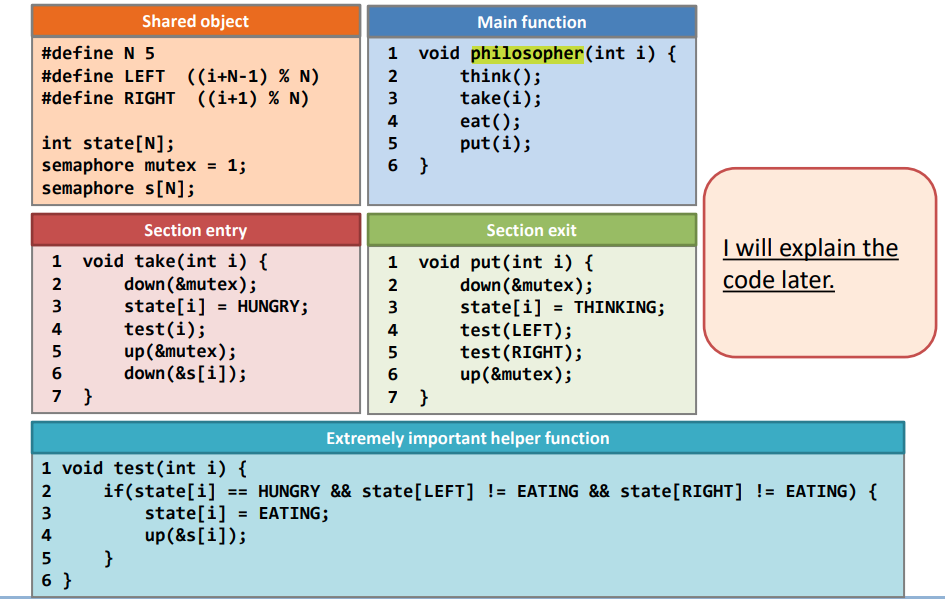 Shared object
#define N 5
#define LEFT ((i+N-1) % N)
#define RIGHT ((i+1) % N)
int state[N];
semaphore mutex = 1;
semaphore s[N];
Main function
1 void philosopher(int i) {
2 think();
3 take(i);
4 eat();
5 put(i);
6 }
Section entry
1 void take(int i) {
2 down(&mutex);
3 state[i] = HUNGRY;
4 test(i);
5 up(&mutex);
6 down(&s[i]);
7 }
Section exit
1 void put(int i) {
2 down(&mutex);
3 state[i] = THINKING;
4 test(LEFT);
5 test(RIGHT);
6 up(&mutex);
7 }
I will explain the
code later.
Extremely important helper function
1 void test(int i) {
2 if(state[i] == HUNGRY && state[LEFT] != EATING && state[RIGHT] != EATING) {
3 state[i] = EATING;
4 up(&s[i]);
5 }
6 }